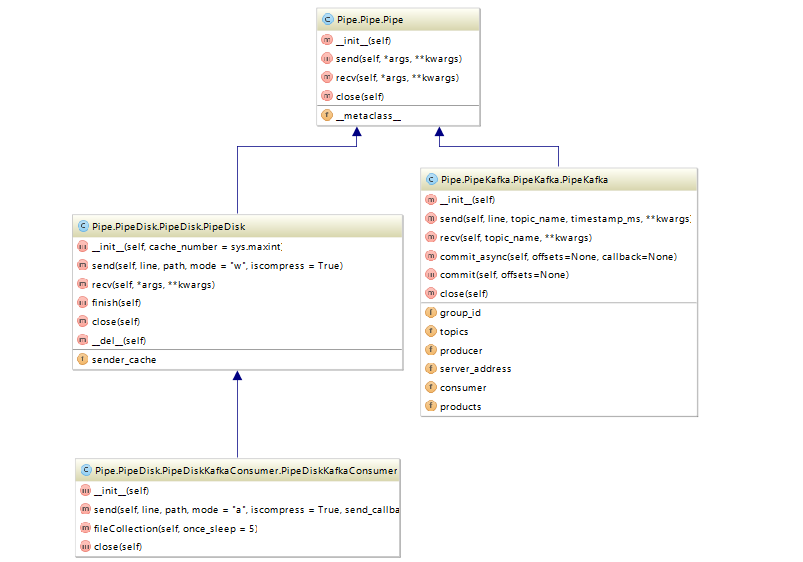 C Pipe.Pipe.Pipe
m __init__(self)
m send(self, *args, **kwargs)
m recv(self, *args, **kwargs)
m close(self)
f __metaclass__
C Pipe.PipeKafka.PipeKafka.PipeKafka
m __init__(self)
m send(self, line, topic_name, timestamp_ms, **kwargs)
m recv(self, topic_name, **kwargs)
m commit_async(self, offsets=None, callback=None)
m commit(self, offsets=None)
m close(self)
f group_id
f topics
f producer
f server_address
f consumer
f products
C Pipe.PipeDisk.PipeDisk.PipeDisk
m __init__(self, cache_number = sys.maxint)
m send(self, line, path, mode = "w", iscompress = True)
m recv(self, *args, **kwargs)
m finish(self)
m close(self)
m __del__(self)
f sender_cache
C Pipe.PipeDisk.PipeDiskKafkaConsumer.PipeDiskKafkaConsumer
m __init__(self)
m send(self, line, path, mode = "a", iscompress = True, send_callba
m fileCollection(self, once_sleep = 5)
m close(self)